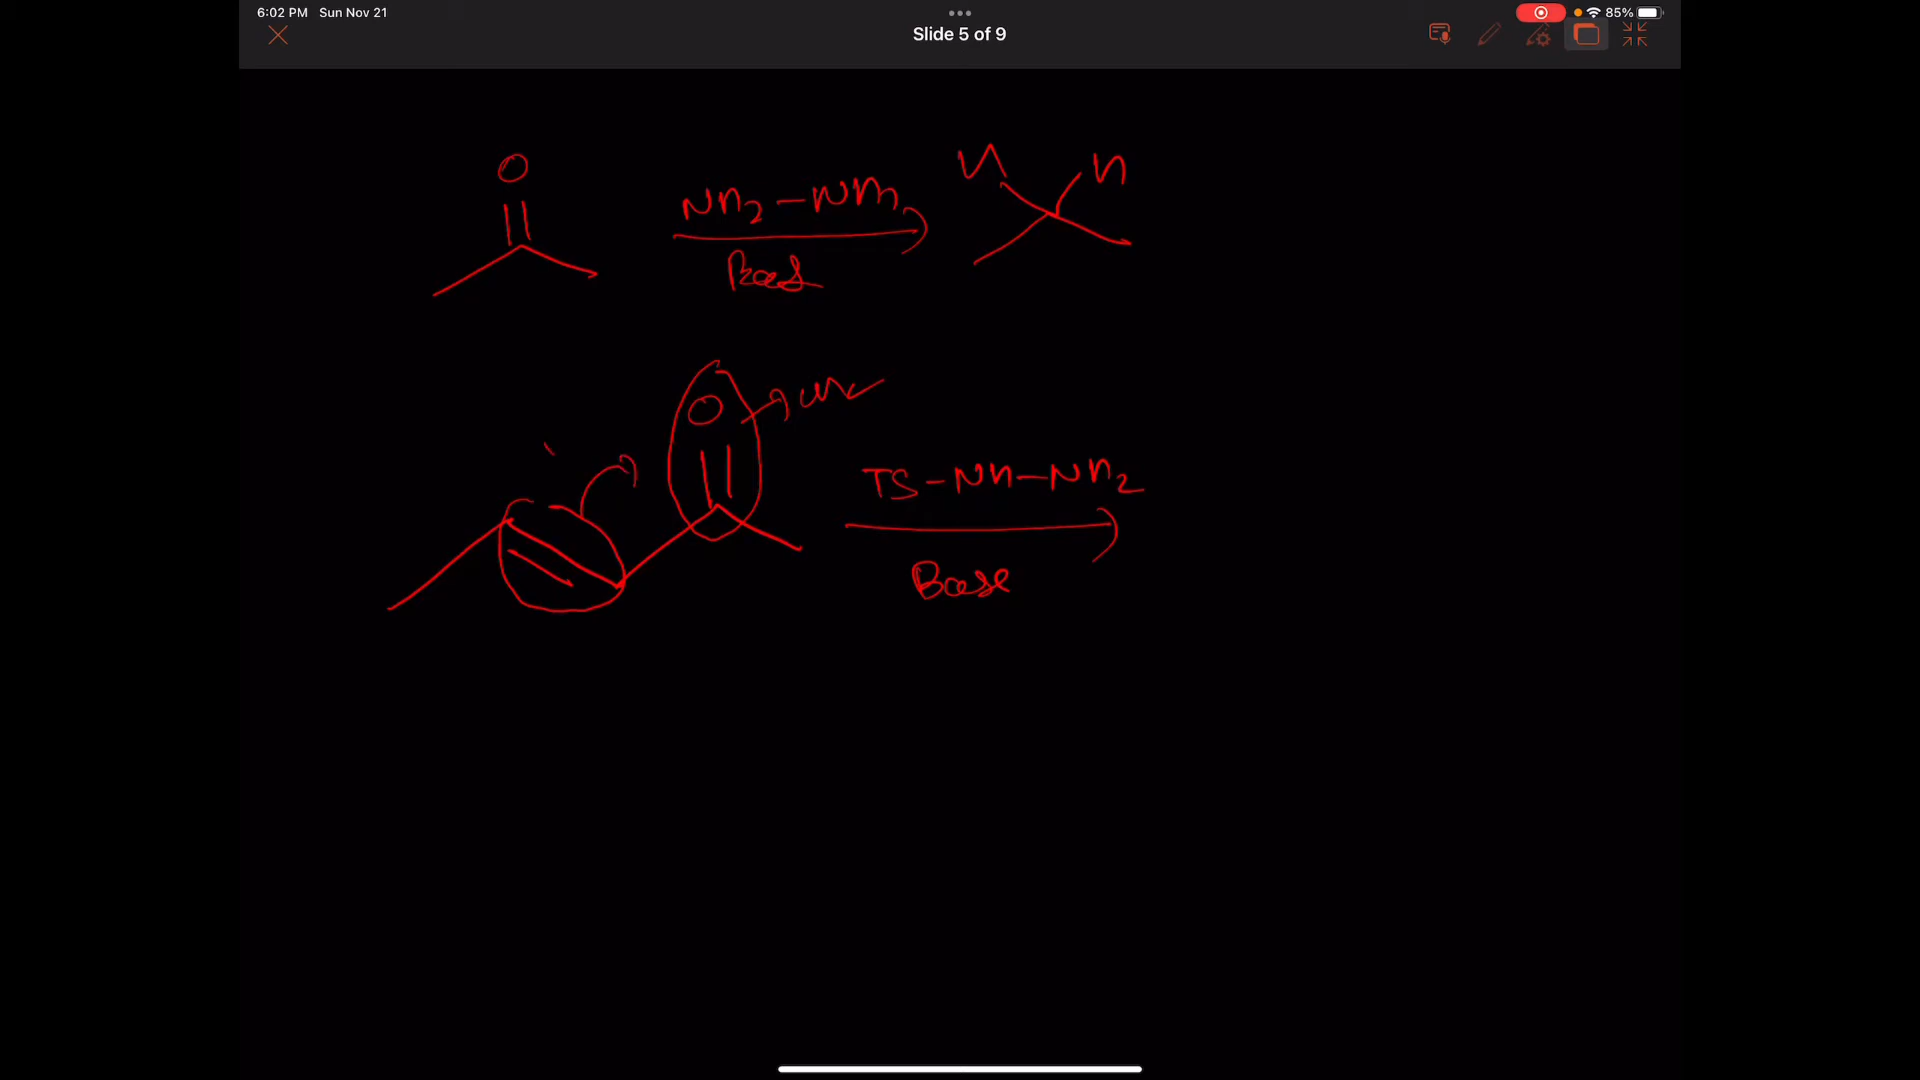 6:02 PM Sun Nov 21
85%
Slide 5 of 9
O
H H
NH2-NH2
Base
O
TS-NH-NH2
Base